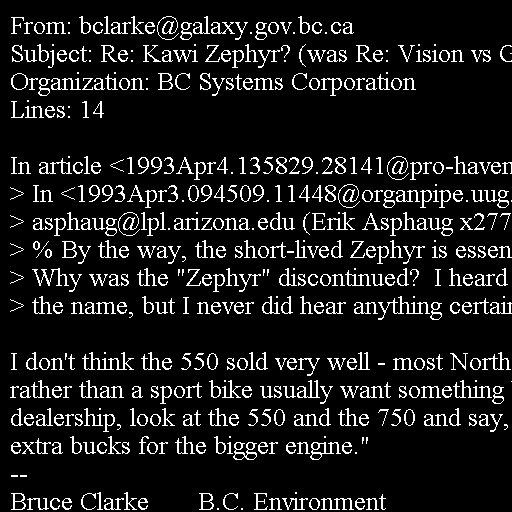 From: bclarke@galaxy.gov.bc.ca
Subject: Re: Kawi Zephyr? (was Re: Vision vs G
Organization: BC Systems Corporation
Lines: 14

In article <1993Apr4.135829.28141@pro-haven
> In <1993Apr3.094509.11448@organpipe.uug.
> asphaug@lpl.arizona.edu (Erik Asphaug x277
> % By the way, the short-lived Zephyr is essen
> Why was the "Zephyr" discontinued?  I heard
> the name, but I never did hear anything certain

I don't think the 550 sold very well - most North
rather than a sport bike usually want something
dealership, look at the 550 and the 750 and say,
extra bucks for the bigger engine."
--
Bruce Clarke       B.C. Environment